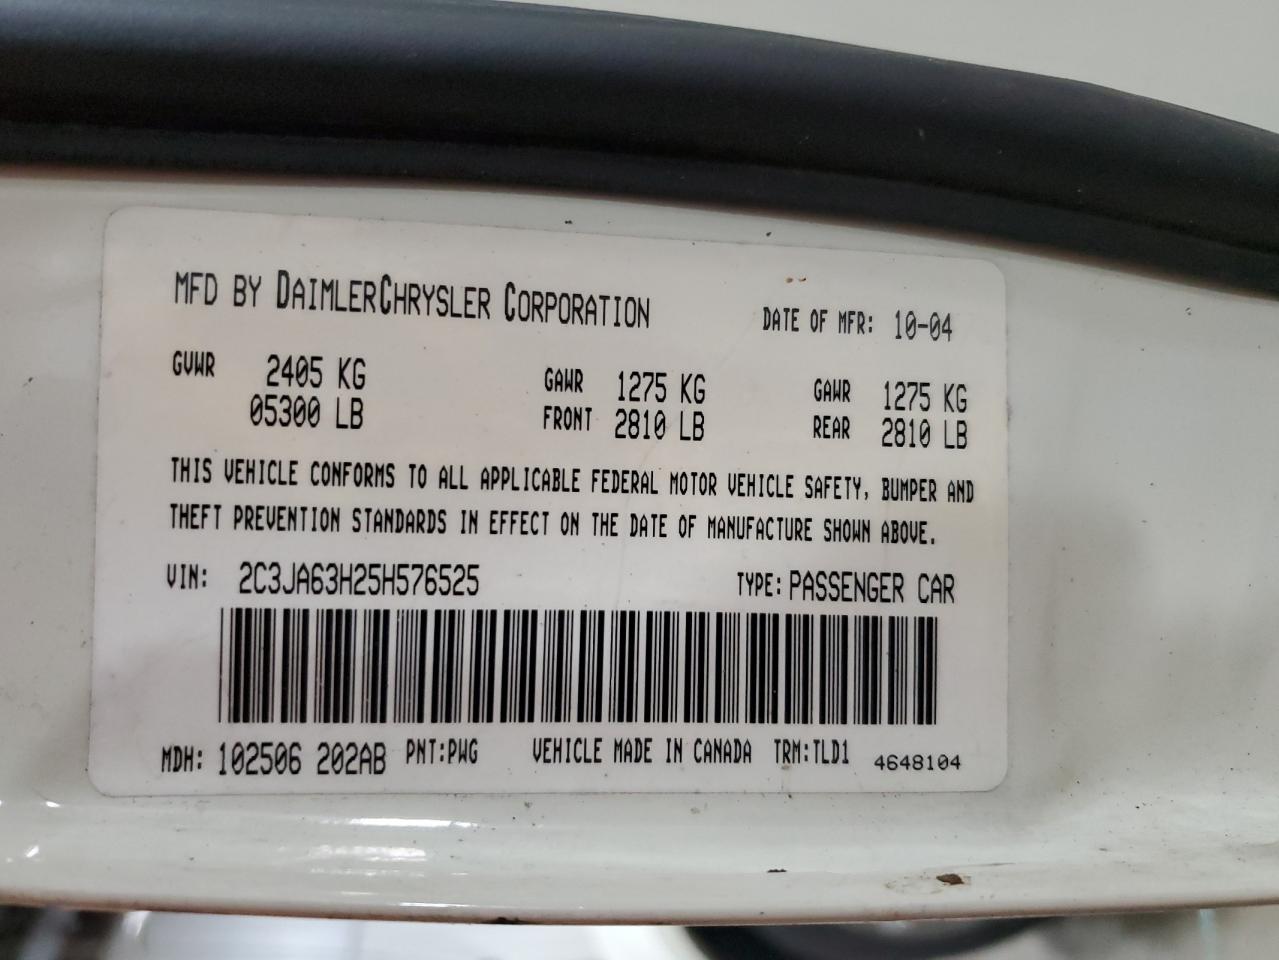 MFD BY DAIMLERCHRYSLER CORPORATION DATE OF MFR: 10-04
GVWR 2405 KG GAWR 1275 KG GAWR 1275 KG
05300 LB FRONT 2810 LB REAR 2810 LB
THIS VEHICLE CONFORMS TO ALL APPLICABLE FEDERAL MOTOR VEHICLE SAFETY, BUMPER AND
THEFT PREVENTION STANDARDS IN EFFECT ON THE DATE OF MANUFACTURE SHOWN ABOVE.
VIN: 2C3JA63H25H576525 TYPE: PASSENGER CAR
MDH: 102506 202AB PNT:PWG VEHICLE MADE IN CANADA TRM:TLD1 4648104